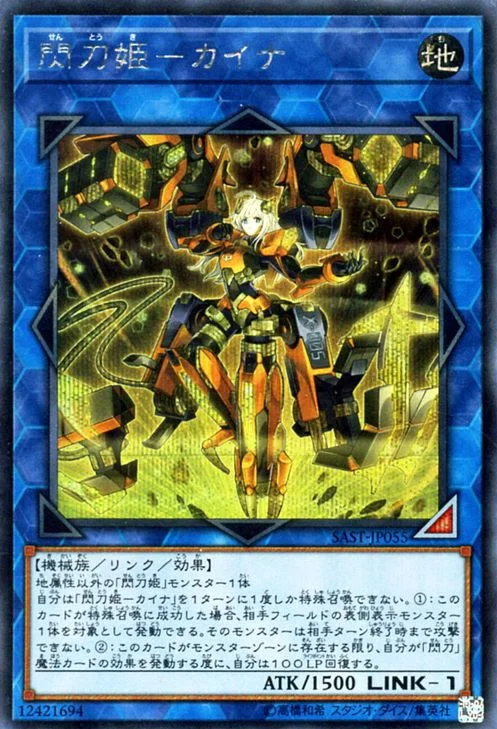 閃刀姫－カイナ
地
X-005
SAST-JP055
【機械族／リンク／効果】
地属性以外の「閃刀姫」モンスター1体
自分は「閃刀姫－カイナ」を1ターンに1度しか特殊召喚できない。①：この
カードが特殊召喚に成功した場合、相手フィールドの表側表示モンスター
1体を対象として発動できる。そのモンスターは相手ターン終了時まで攻撃
できない。②：このカードがモンスターゾーンに存在する限り、自分が「閃刀」
魔法カードの効果を発動する度に、自分は100LP回復する。
ATK/1500 LINK-1
12421694 ©高橋和希 スタジオ・ダイス/集英社